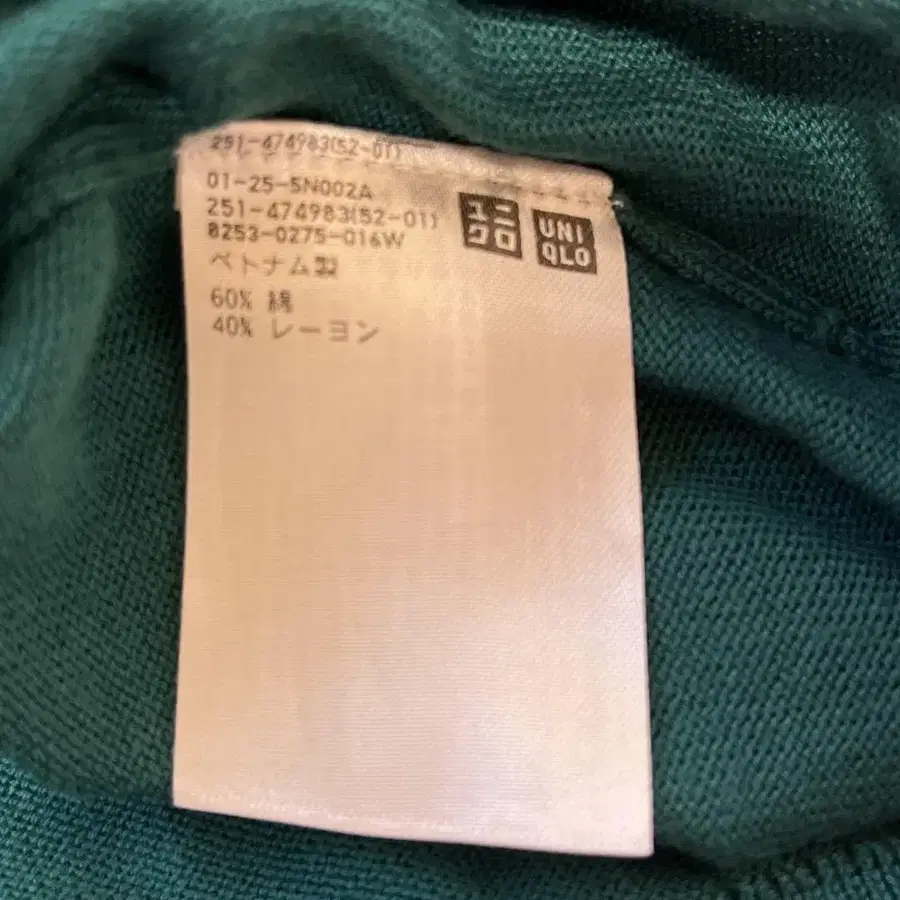 251-474983(52-01)
01-25-5N002A
251-474983(52-01)
8253-0275-016W
ベトナム製
60% 綿
40% レーヨン
ユニ
クロ
UNI
QLO